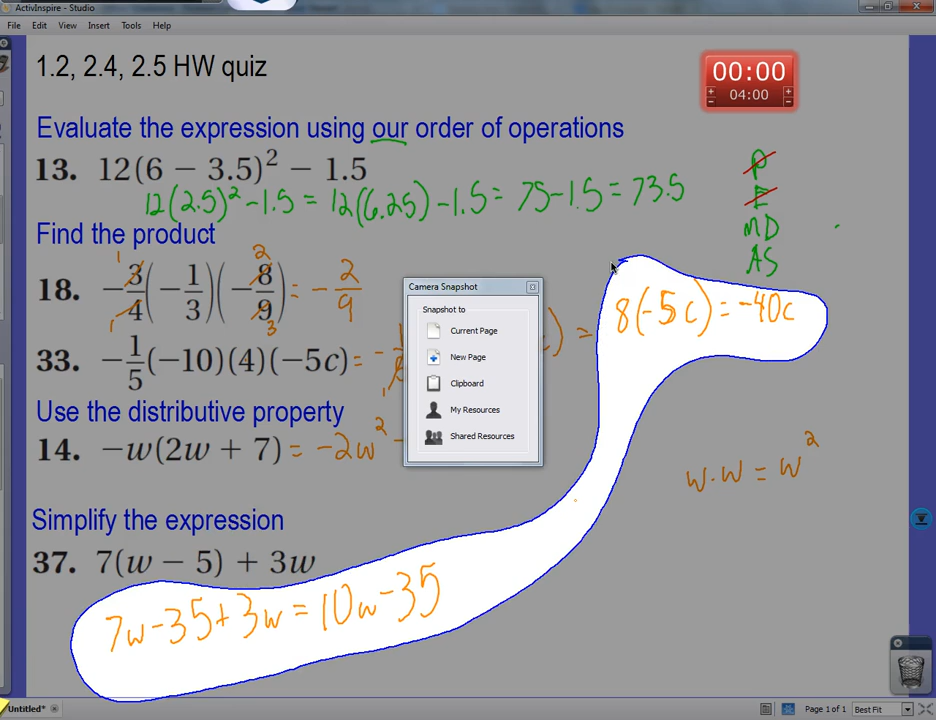 ActivInspire - Studio
File Edit View Insert Tools Help
1.2, 2.4, 2.5 HW quiz
00:00
04:00
Evaluate the expression using our order of operations
13. 12(6 − 3.5)² − 1.5
12(2.5)² −1.5 = 12(6.25) −1.5 = 75 −1.5 = 73.5
P
E
MD
AS
Find the product
18. −3/4(−1/3)(−8/9) = −2/9
1 1 2 3
33. −1/5(−10)(4)(−5c) = −
) = 8(−5c) = −40c
Use the distributive property
14. −w(2w + 7) = −2w² −
w·w = w²
Simplify the expression
37. 7(w − 5) + 3w
7w−35+3w = 10w−35
Camera Snapshot
Snapshot to
Current Page
New Page
Clipboard
My Resources
Shared Resources
Untitled*
Page 1 of 1
Best Fit